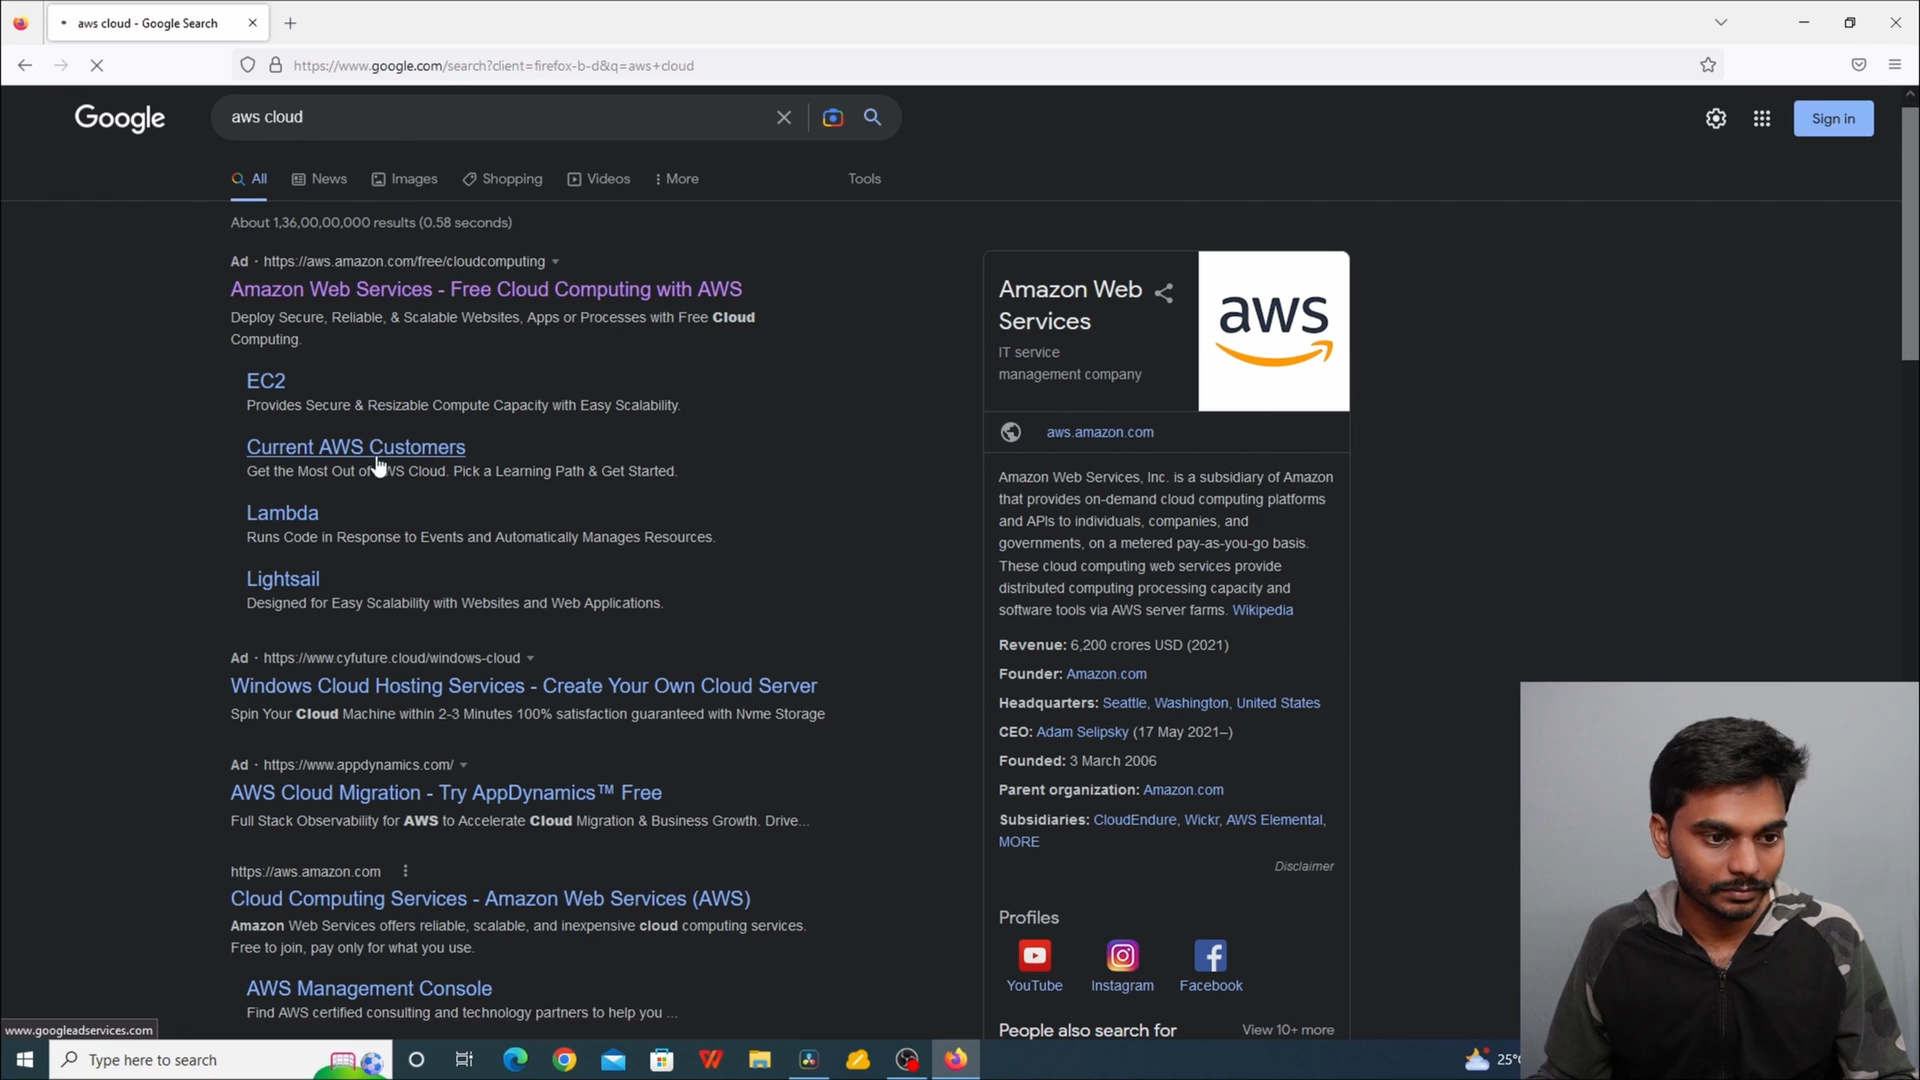 aws cloud - Google Search
https://www.google.com/search?client=firefox-b-d&q=aws+cloud
Google
aws cloud
Sign in
All
News
Images
Shopping
Videos
More
Tools
About 1,36,00,00,000 results (0.58 seconds)
Ad · https://aws.amazon.com/free/cloudcomputing
Amazon Web Services - Free Cloud Computing with AWS
Deploy Secure, Reliable, & Scalable Websites, Apps or Processes with Free Cloud
Computing.
EC2
Provides Secure & Resizable Compute Capacity with Easy Scalability.
Current AWS Customers
Get the Most Out of AWS Cloud. Pick a Learning Path & Get Started.
Lambda
Runs Code in Response to Events and Automatically Manages Resources.
Lightsail
Designed for Easy Scalability with Websites and Web Applications.
Ad · https://www.cyfuture.cloud/windows-cloud
Windows Cloud Hosting Services - Create Your Own Cloud Server
Spin Your Cloud Machine within 2-3 Minutes 100% satisfaction guaranteed with Nvme Storage
Ad · https://www.appdynamics.com/
AWS Cloud Migration - Try AppDynamics™ Free
Full Stack Observability for AWS to Accelerate Cloud Migration & Business Growth. Drive...
https://aws.amazon.com
Cloud Computing Services - Amazon Web Services (AWS)
Amazon Web Services offers reliable, scalable, and inexpensive cloud computing services.
Free to join, pay only for what you use.
AWS Management Console
Find AWS certified consulting and technology partners to help you ...
Amazon Web
Services
IT service
management company
aws
aws.amazon.com
Amazon Web Services, Inc. is a subsidiary of Amazon
that provides on-demand cloud computing platforms
and APIs to individuals, companies, and
governments, on a metered pay-as-you-go basis.
These cloud computing web services provide
distributed computing processing capacity and
software tools via AWS server farms. Wikipedia
Revenue: 6,200 crores USD (2021)
Founder: Amazon.com
Headquarters: Seattle, Washington, United States
CEO: Adam Selipsky (17 May 2021–)
Founded: 3 March 2006
Parent organization: Amazon.com
Subsidiaries: CloudEndure, Wickr, AWS Elemental,
MORE
Disclaimer
Profiles
YouTube
Instagram
Facebook
People also search for
View 10+ more
www.googleadservices.com
Type here to search
25°